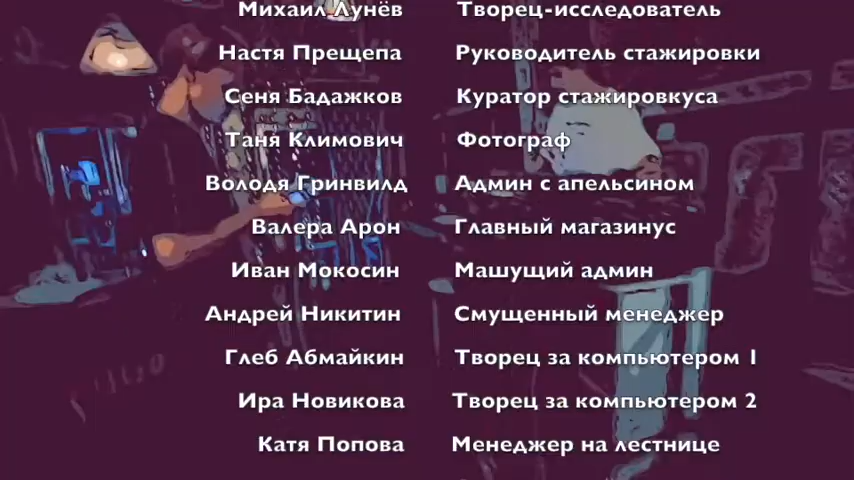 Михаил Лунёв Творец-исследователь
Настя Прещепа Руководитель стажировки
Сеня Бадажков Куратор стажировкуса
Таня Климович Фотограф
Володя Гринвилд Админ с апельсином
Валера Арон Главный магазинус
Иван Мокосин Машущий админ
Андрей Никитин Смущенный менеджер
Глеб Абмайкин Творец за компьютером 1
Ира Новикова Творец за компьютером 2
Катя Попова Менеджер на лестнице